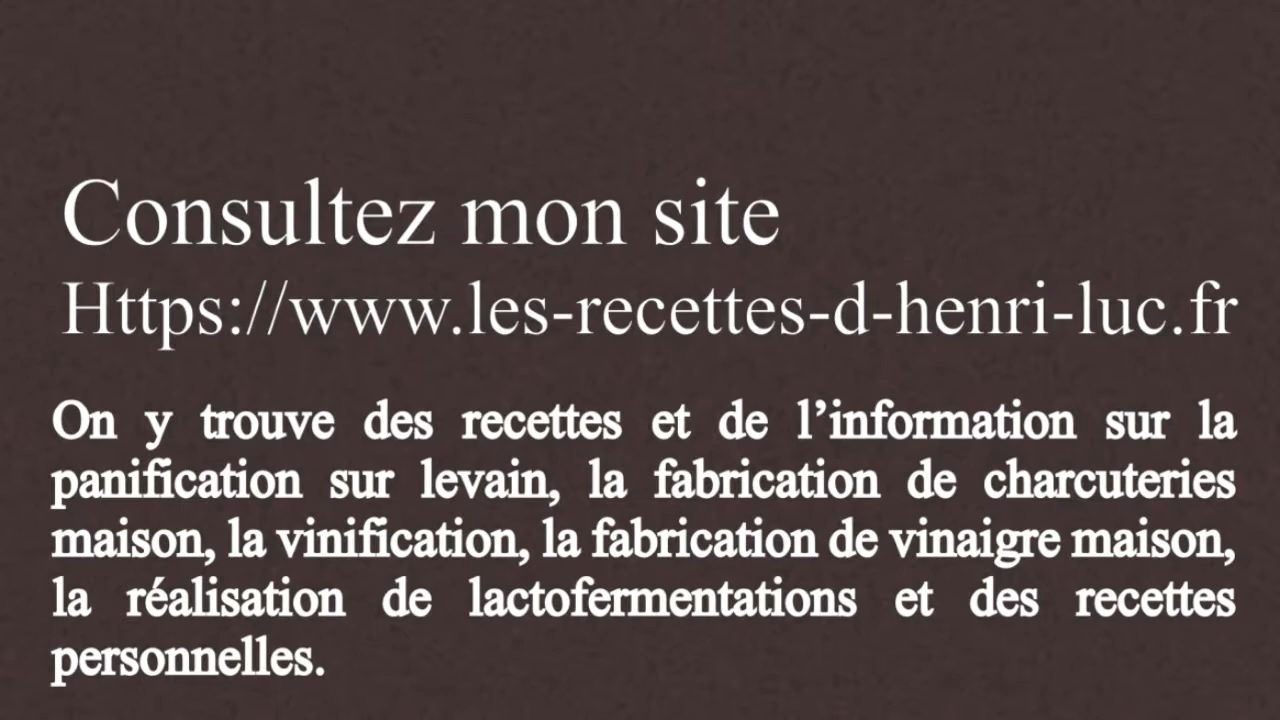 Consultez mon site
Https://www.les-recettes-d-henri-luc.fr
On y trouve des recettes et de l’information sur la
panification sur levain, la fabrication de charcuteries
maison, la vinification, la fabrication de vinaigre maison,
la réalisation de lactofermentations et des recettes
personnelles.